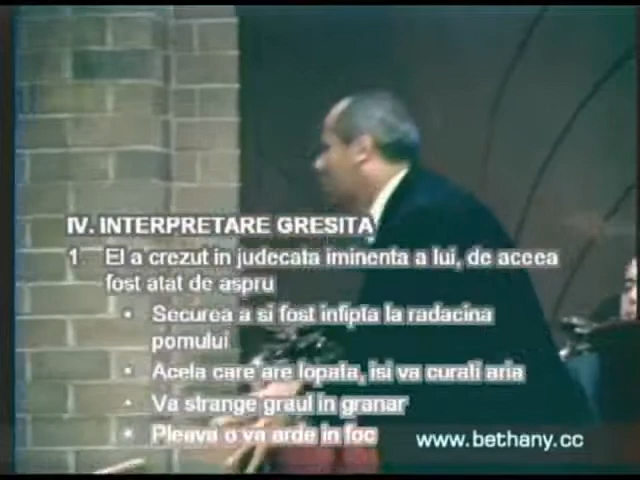 IV. INTERPRETARE GRESITA
1. El a crezut in judecata iminenta a lui, de aceea
fost atat de aspru
• Securea a si fost infipta la radacina
pomului
• Acela care are lopata, isi va curati aria
• Va strange graul in granar
• Pleava o va arde in foc
www.bethany.cc